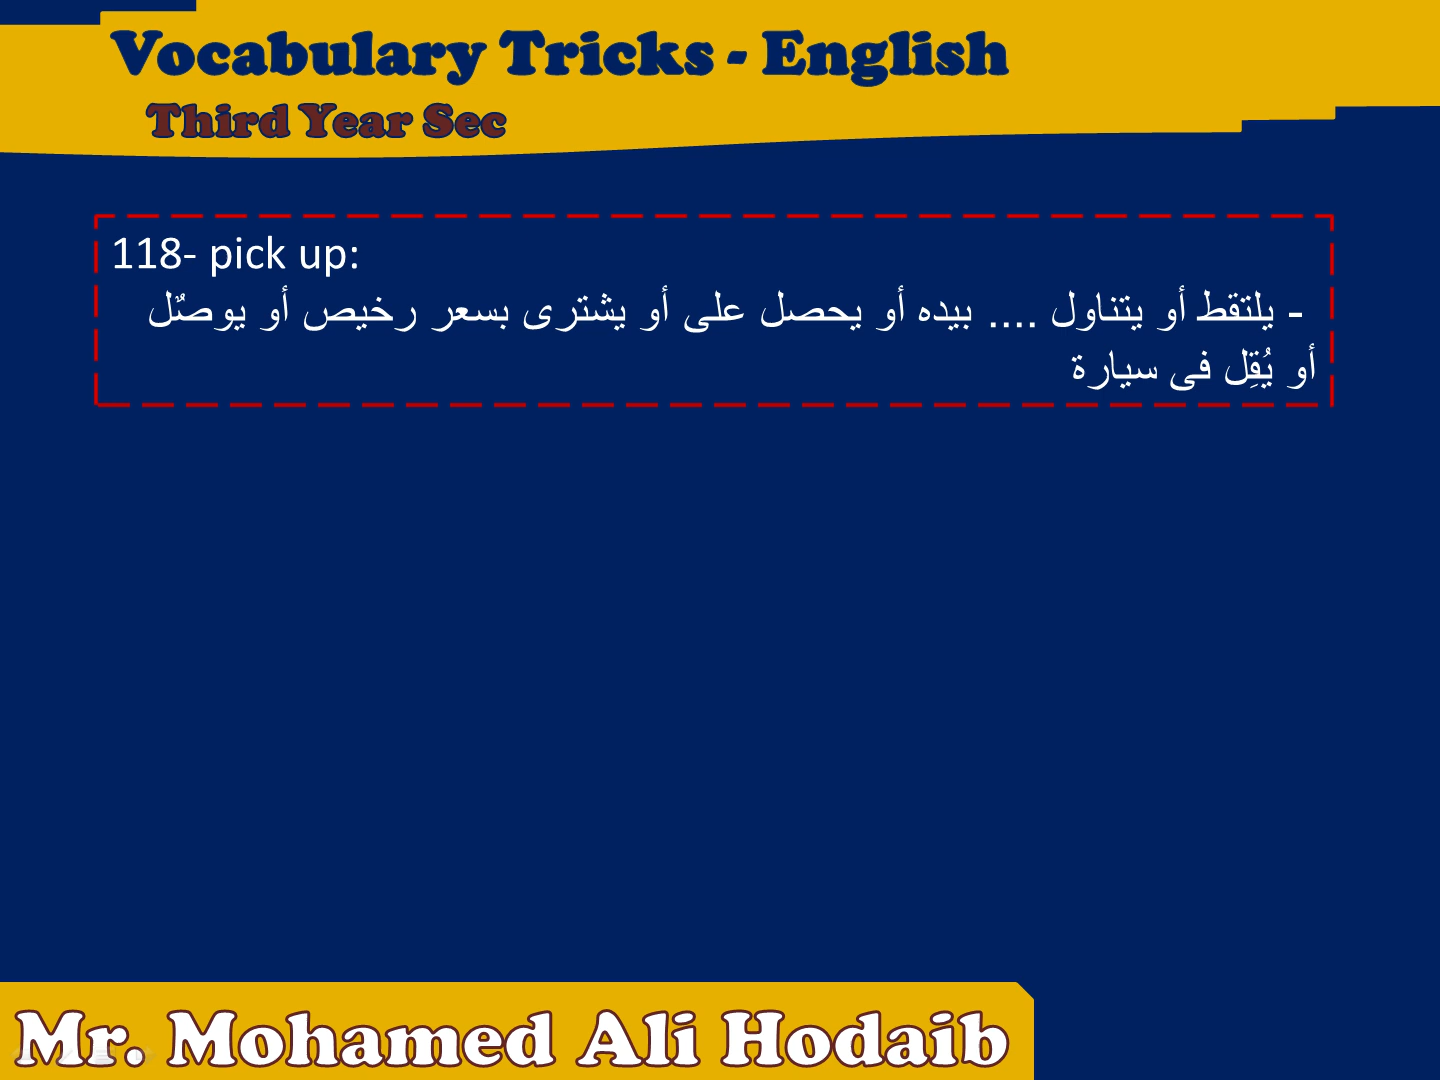 Vocabulary Tricks - English
Third Year Sec
118- pick up:
- يلتقط أو يتناول .... بيده أو يحصل على أو يشترى بسعر رخيص أو يوصٌل
أو يُقِل فى سيارة
Mr. Mohamed Ali Hodaib